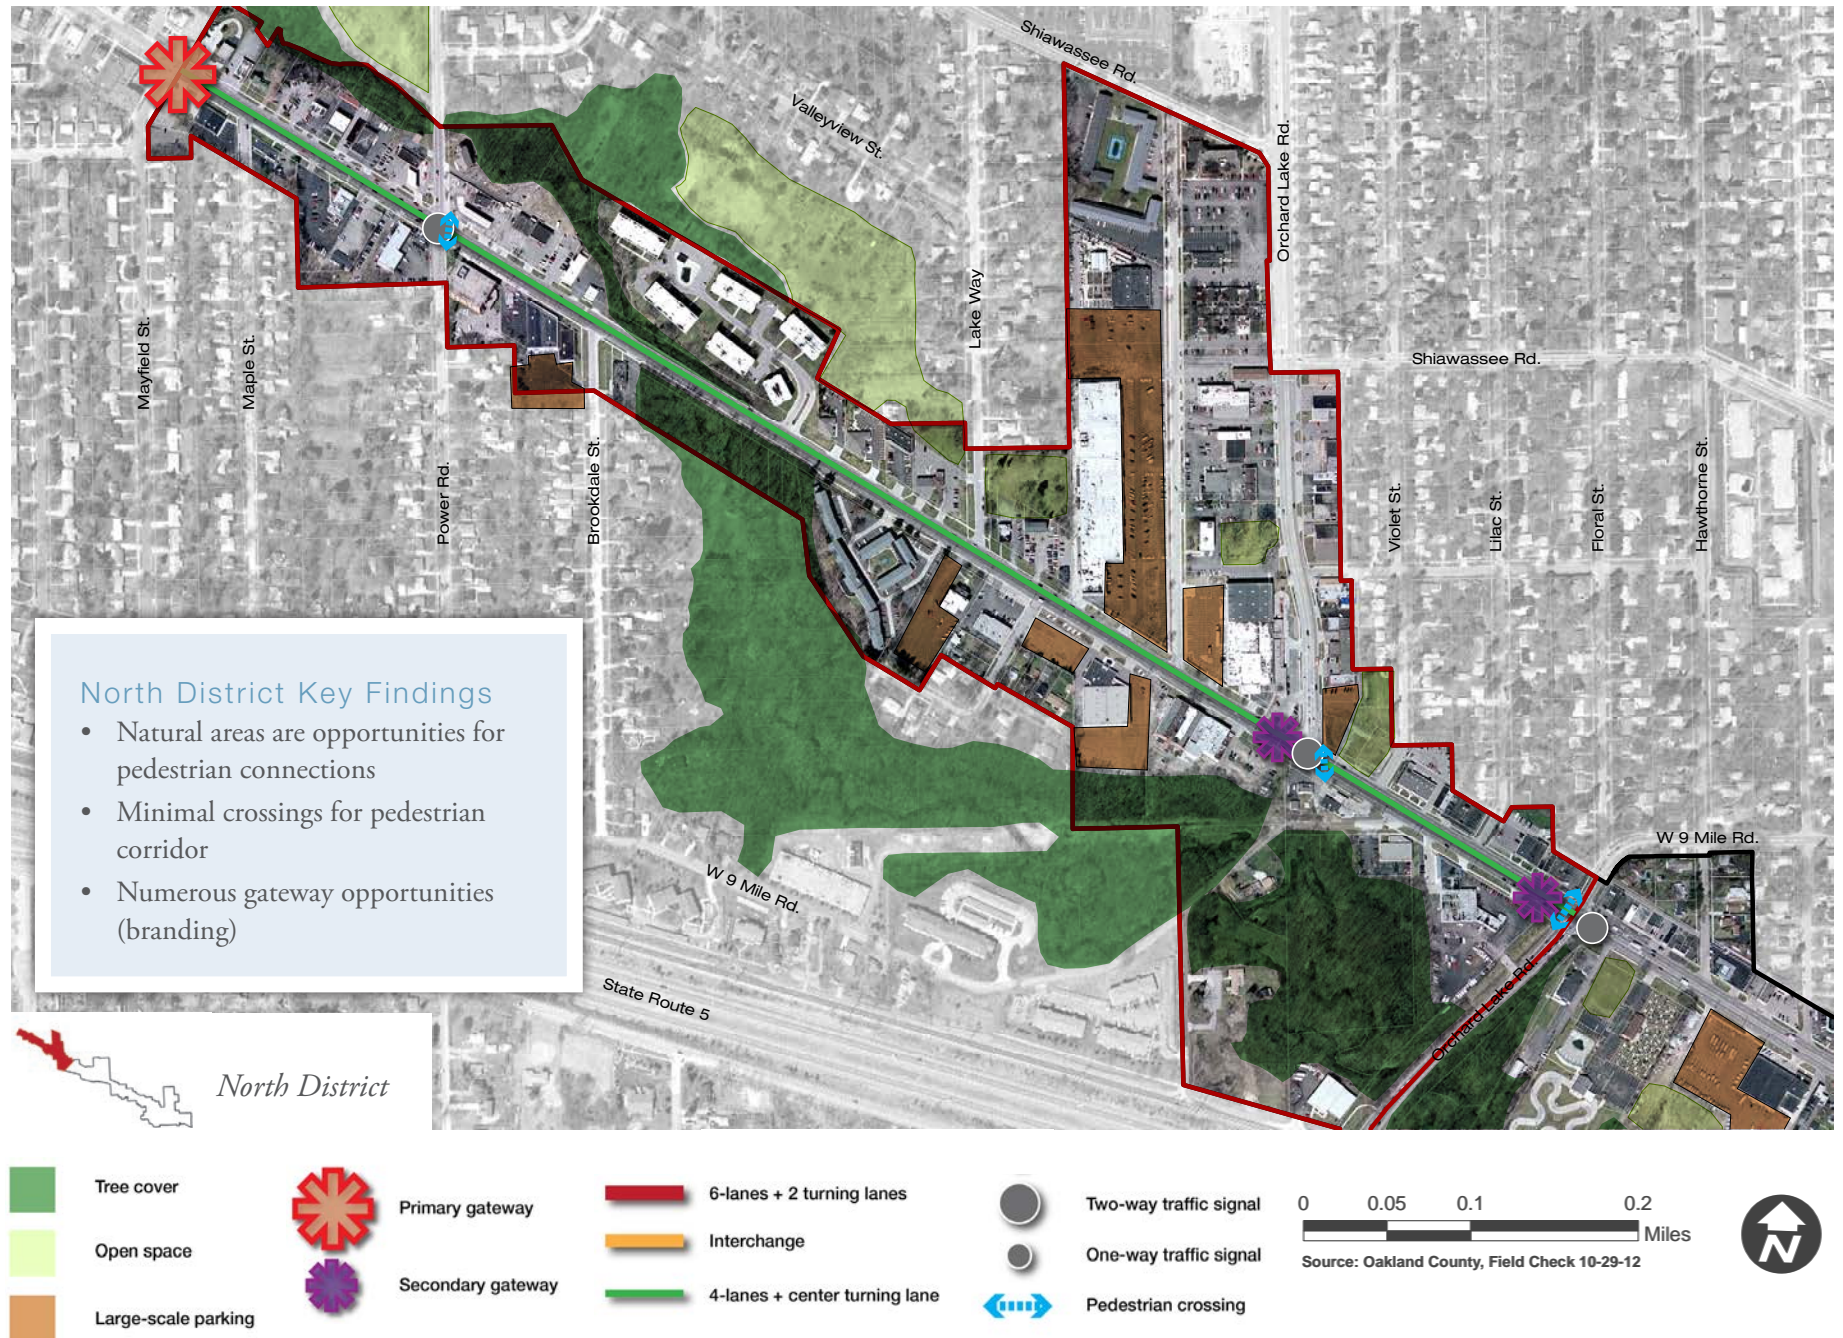 Shiawassee Rd.
Valleyview St.
Orchard Lake Rd.
Lake Way
Mayfield St.
Maple St.
Shiawassee Rd.
Power Rd.
Brookdale St.
Violet St.
Lilac St.
Floral St.
Hawthorne St.
North District Key Findings
• Natural areas are opportunities for
pedestrian connections
• Minimal crossings for pedestrian
corridor
• Numerous gateway opportunities
(branding)
W 9 Mile Rd.
W 9 Mile Rd.
State Route 5
Orchard Lake Rd.
North District
Tree cover
Open space
Large-scale parking
Primary gateway
Secondary gateway
6-lanes + 2 turning lanes
Interchange
4-lanes + center turning lane
Two-way traffic signal
One-way traffic signal
Pedestrian crossing
0 0.05 0.1 0.2
Miles
Source: Oakland County, Field Check 10-29-12
N